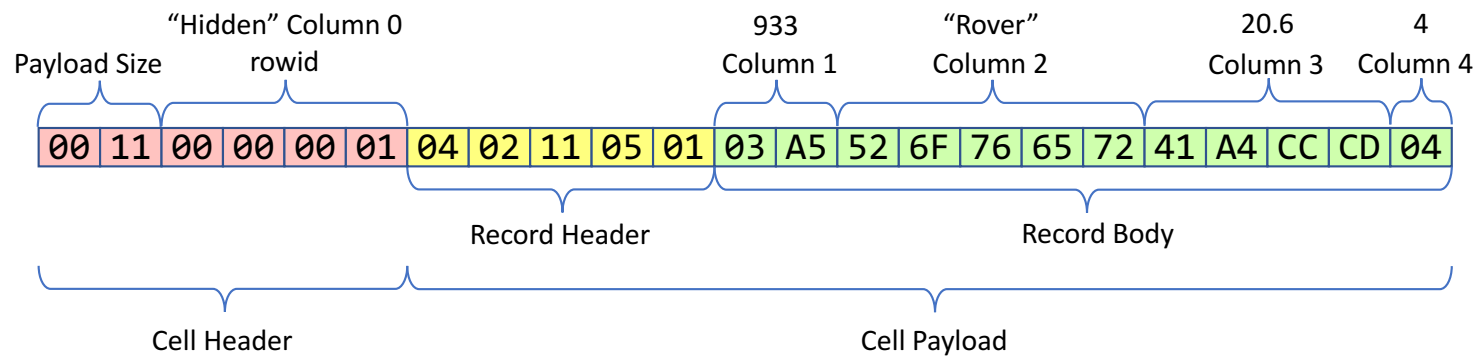 “Hidden” Column 0 933 “Rover” 20.6 4
Payload Size rowid Column 1 Column 2 Column 3 Column 4
00 11 00 00 00 01 04 02 11 05 01 03 A5 52 6F 76 65 72 41 A4 CC CD 04
Record Header Record Body
Cell Header Cell Payload